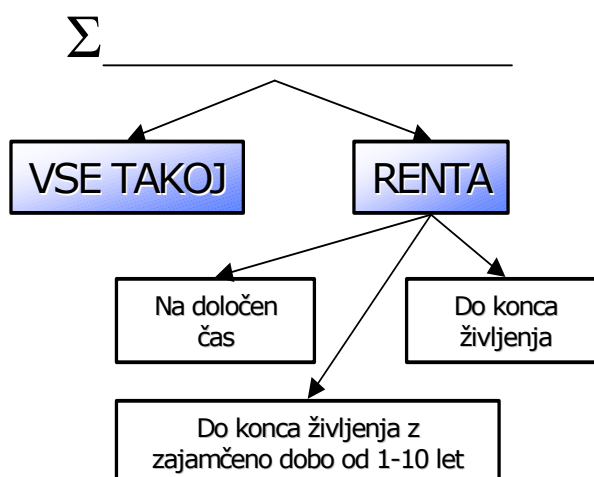 Σ
VSE TAKOJ
RENTA
Na določen
čas
Do konca
življenja
Do konca življenja z
zajamčeno dobo od 1-10 let